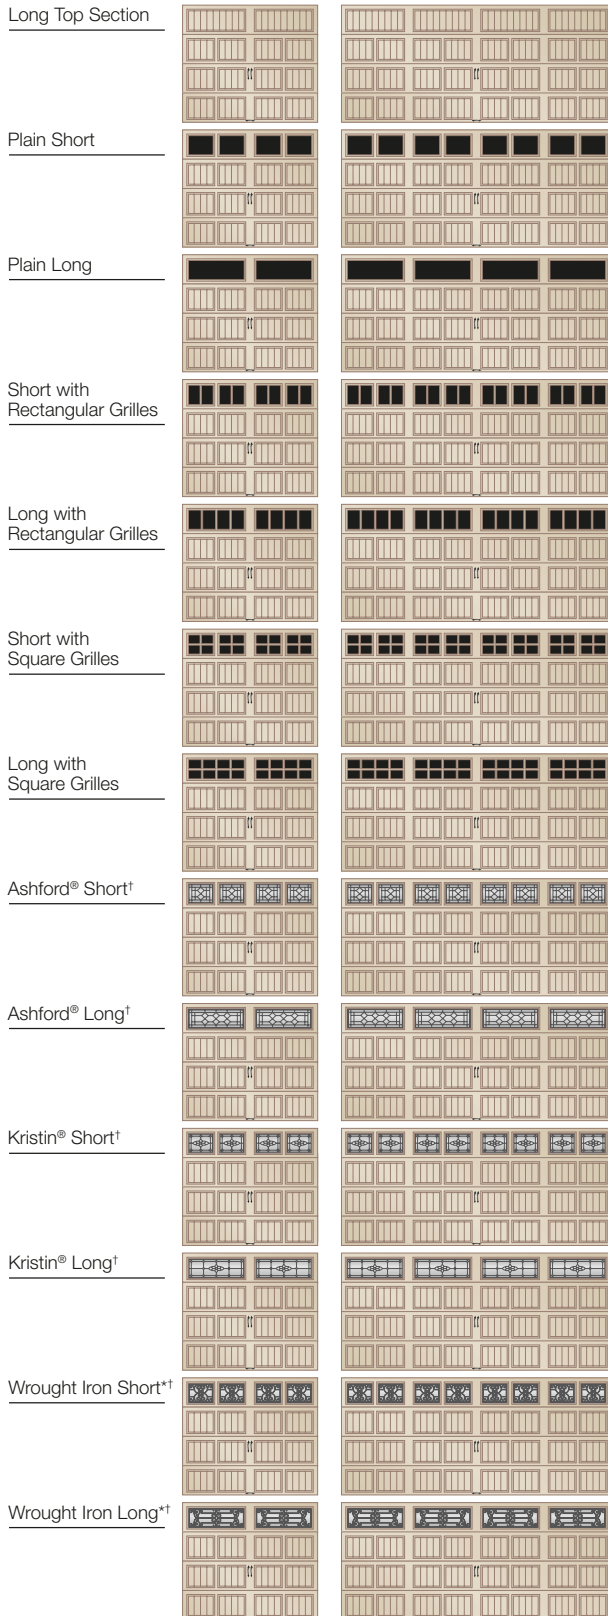 Long Top Section
Plain Short
Plain Long
Short with
Rectangular Grilles
Long with
Rectangular Grilles
Short with
Square Grilles
Long with
Square Grilles
Ashford® Short†
Ashford® Long†
Kristin® Short†
Kristin® Long†
Wrought Iron Short*†
Wrought Iron Long*†